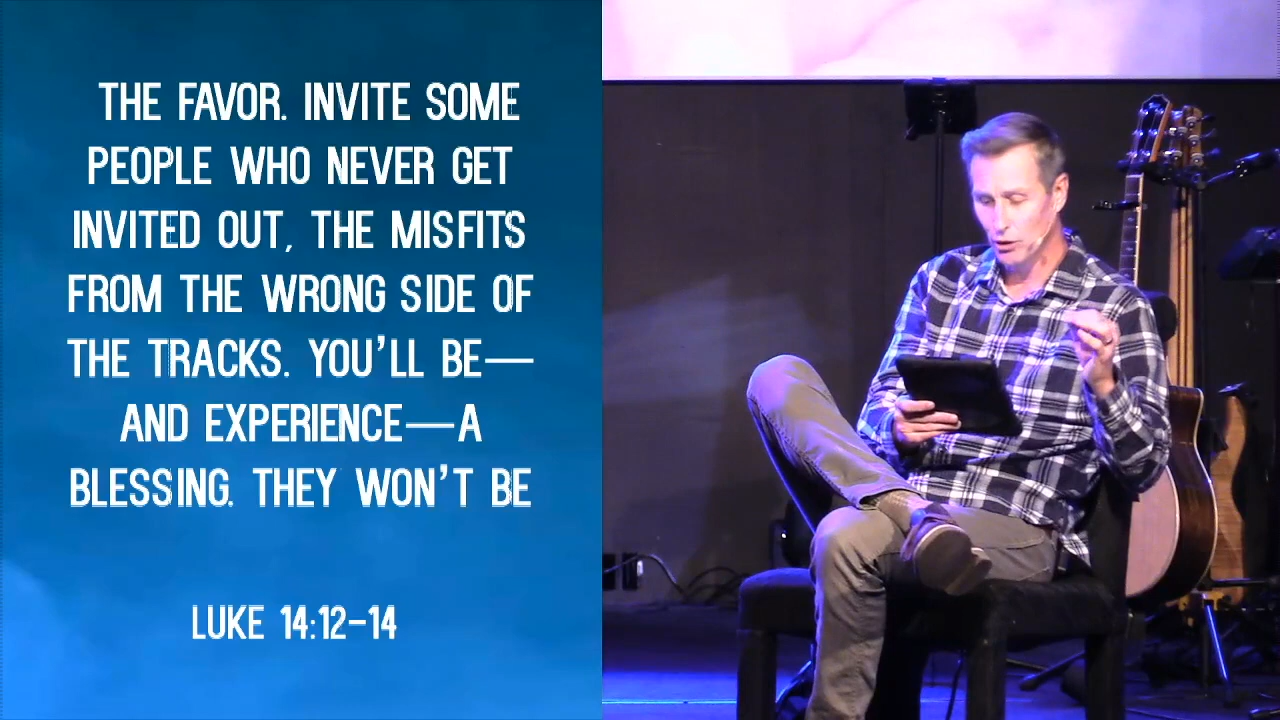 THE FAVOR. INVITE SOME
PEOPLE WHO NEVER GET
INVITED OUT, THE MISFITS
FROM THE WRONG SIDE OF
THE TRACKS. YOU'LL BE—
AND EXPERIENCE—A
BLESSING. THEY WON'T BE
LUKE 14:12-14